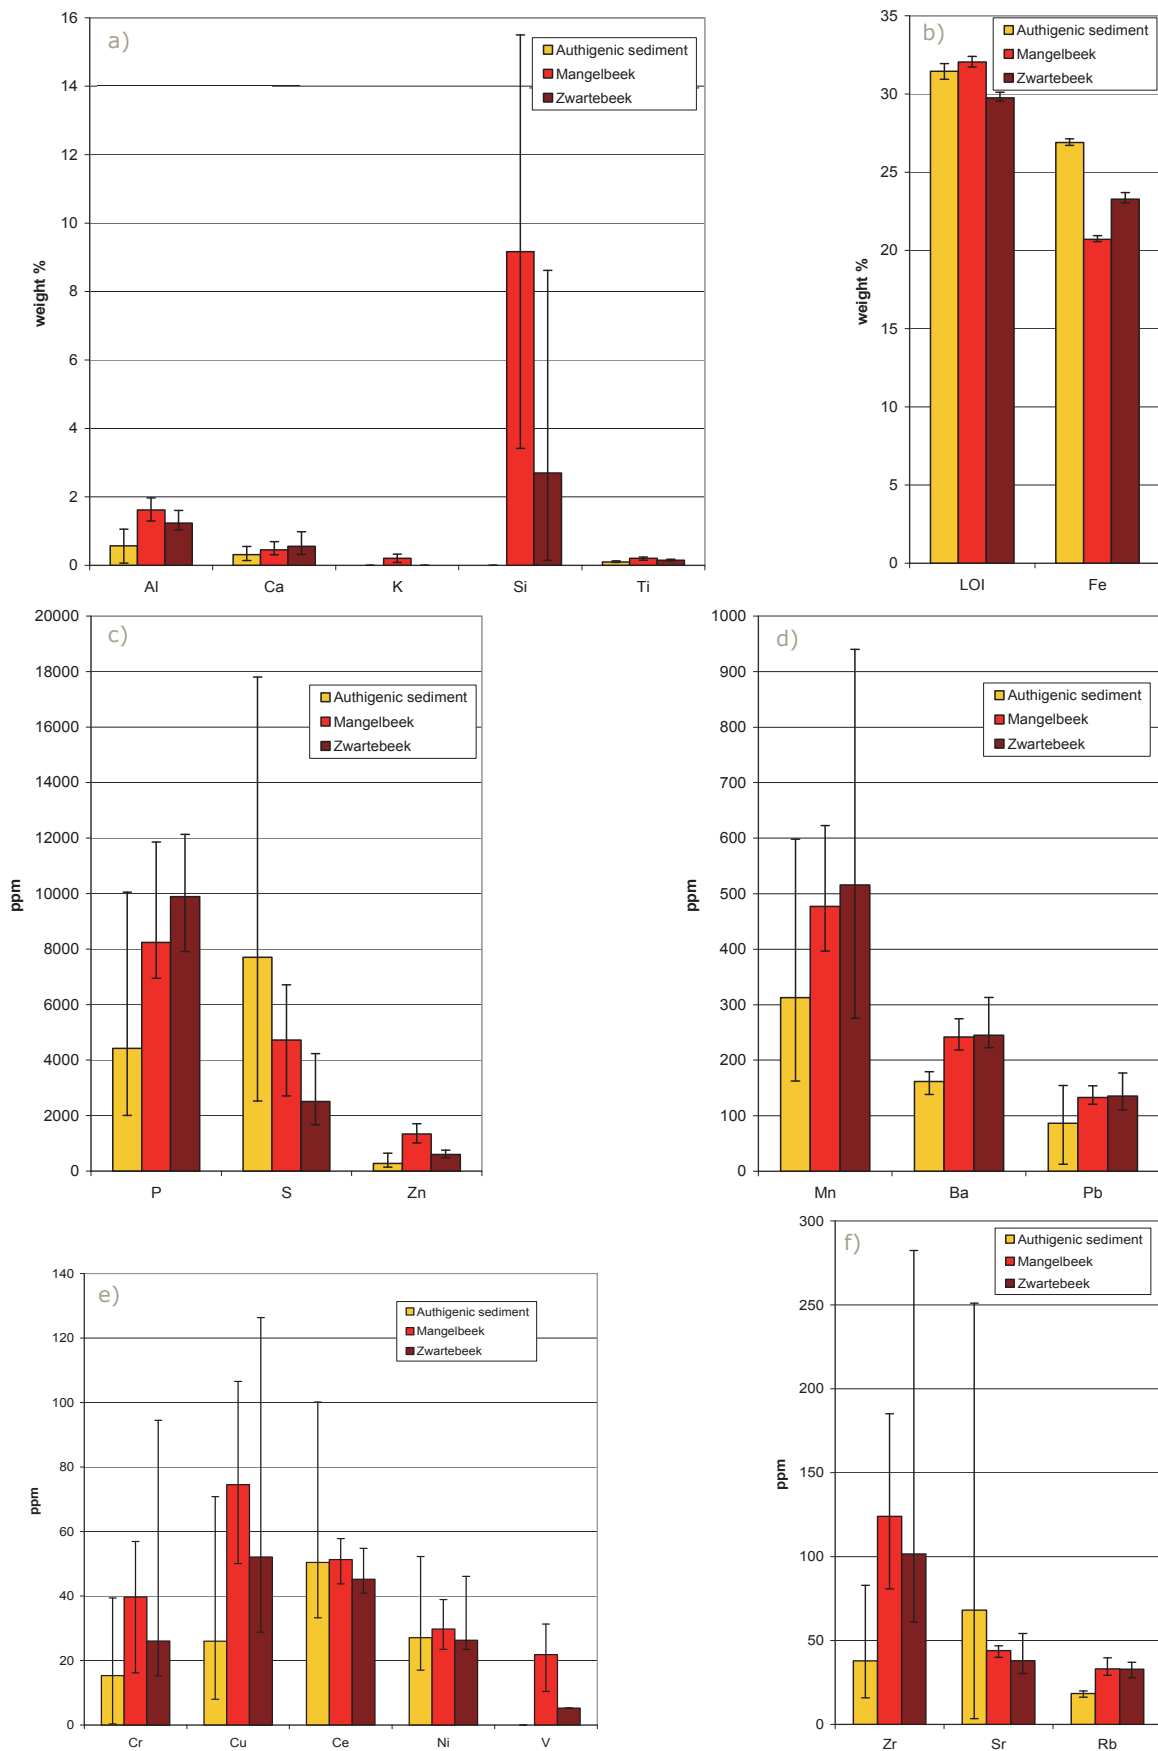 a)
16
14
12
10
8
6
4
2
0
weight %
Authigenic sediment
Mangelbeek
Zwartebeek
Al Ca K Si Ti
b)
35
30
25
20
15
10
5
0
weight %
Authigenic sediment
Mangelbeek
Zwartebeek
LOI Fe
c)
20000
18000
16000
14000
12000
10000
8000
6000
4000
2000
0
ppm
Authigenic sediment
Mangelbeek
Zwartebeek
P S Zn
d)
1000
900
800
700
600
500
400
300
200
100
0
ppm
Authigenic sediment
Mangelbeek
Zwartebeek
Mn Ba Pb
e)
140
120
100
80
60
40
20
0
ppm
Authigenic sediment
Mangelbeek
Zwartebeek
Cr Cu Ce Ni V
f)
300
250
200
150
100
50
0
ppm
Authigenic sediment
Mangelbeek
Zwartebeek
Zr Sr Rb